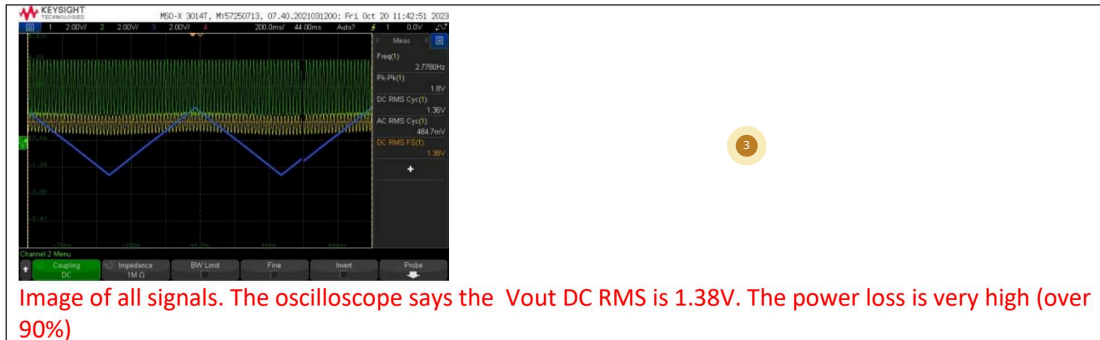 KEYSIGHT
TECHNOLOGIES
MSO-X 3014T, MY57250713, 07.40.2021031200: Fri Oct 20 11:42:51 2023
1 2.00V/ 2 2.00V/ 3 2.00V/ 4 200.0ms/ 44.00ms Auto? 1 0.0V
Meas
Freq(1):
2.7780Hz
Pk-Pk(1):
1.8V
DC RMS Cyc(1):
1.36V
AC RMS Cyc(1):
484.7mV
DC RMS FS(1):
1.38V
3
Channel 2 Menu
Coupling
DC
Impedance
1M Ω
BW Limit
Fine
Invert
Probe
Image of all signals. The oscilloscope says the Vout DC RMS is 1.38V. The power loss is very high (over
90%)